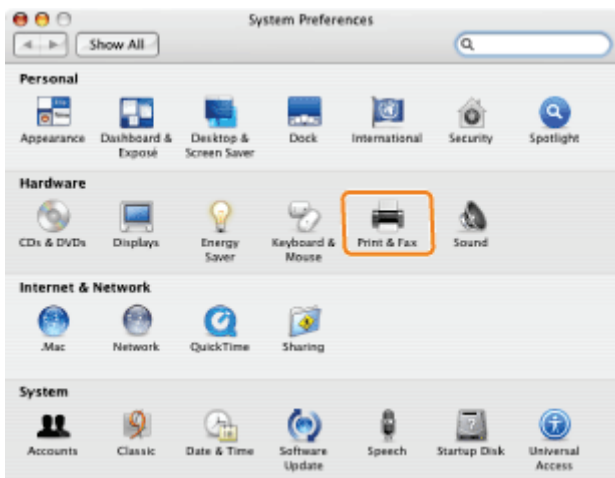 System Preferences
Show All
Personal
Appearance
Dashboard &
Exposé
Desktop &
Screen Saver
Dock
International
Security
Spotlight
Hardware
CDs & DVDs
Displays
Energy
Saver
Keyboard &
Mouse
Print & Fax
Sound
Internet & Network
.Mac
Network
QuickTime
Sharing
System
Accounts
Classic
Date & Time
Software
Update
Speech
Startup Disk
Universal
Access